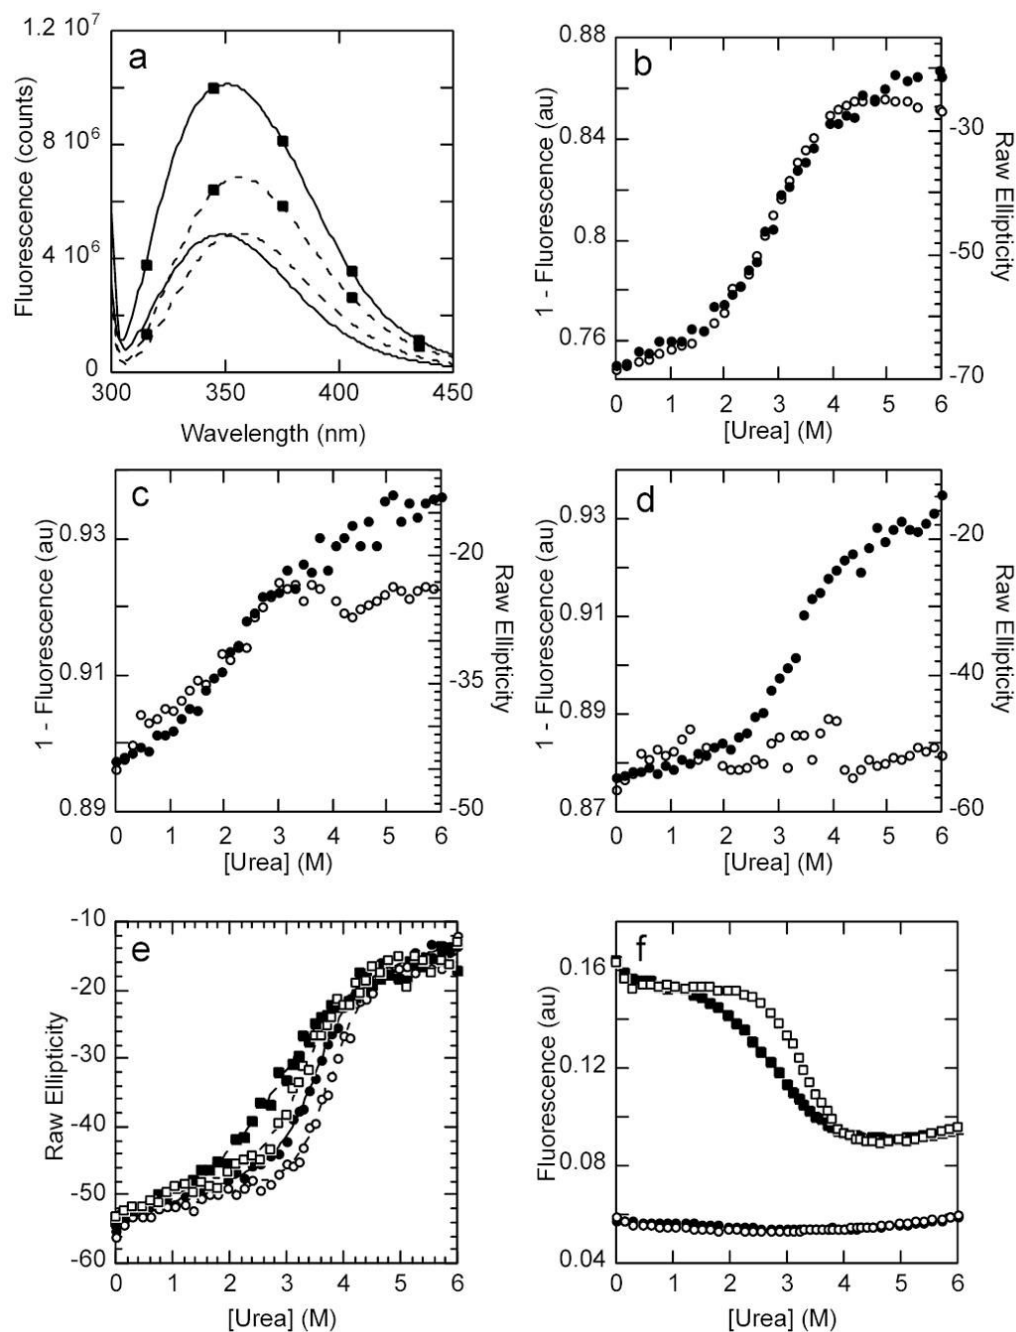 a
1.2 10⁷
8 10⁶
4 10⁶
0
Fluorescence (counts)
300 350 400 450
Wavelength (nm)
b
0.88
0.84
0.8
0.76
1 - Fluorescence (au)
-30
-50
-70
Raw Ellipticity
0 1 2 3 4 5 6
[Urea] (M)
c
0.93
0.91
0.89
1 - Fluorescence (au)
-20
-35
-50
Raw Ellipticity
0 1 2 3 4 5 6
[Urea] (M)
d
0.93
0.91
0.89
0.87
1 - Fluorescence (au)
-20
-40
-60
Raw Ellipticity
0 1 2 3 4 5 6
[Urea] (M)
e
-10
-20
-30
-40
-50
-60
Raw Ellipticity
0 1 2 3 4 5 6
[Urea] (M)
f
0.16
0.12
0.08
0.04
Fluorescence (au)
0 1 2 3 4 5 6
[Urea] (M)